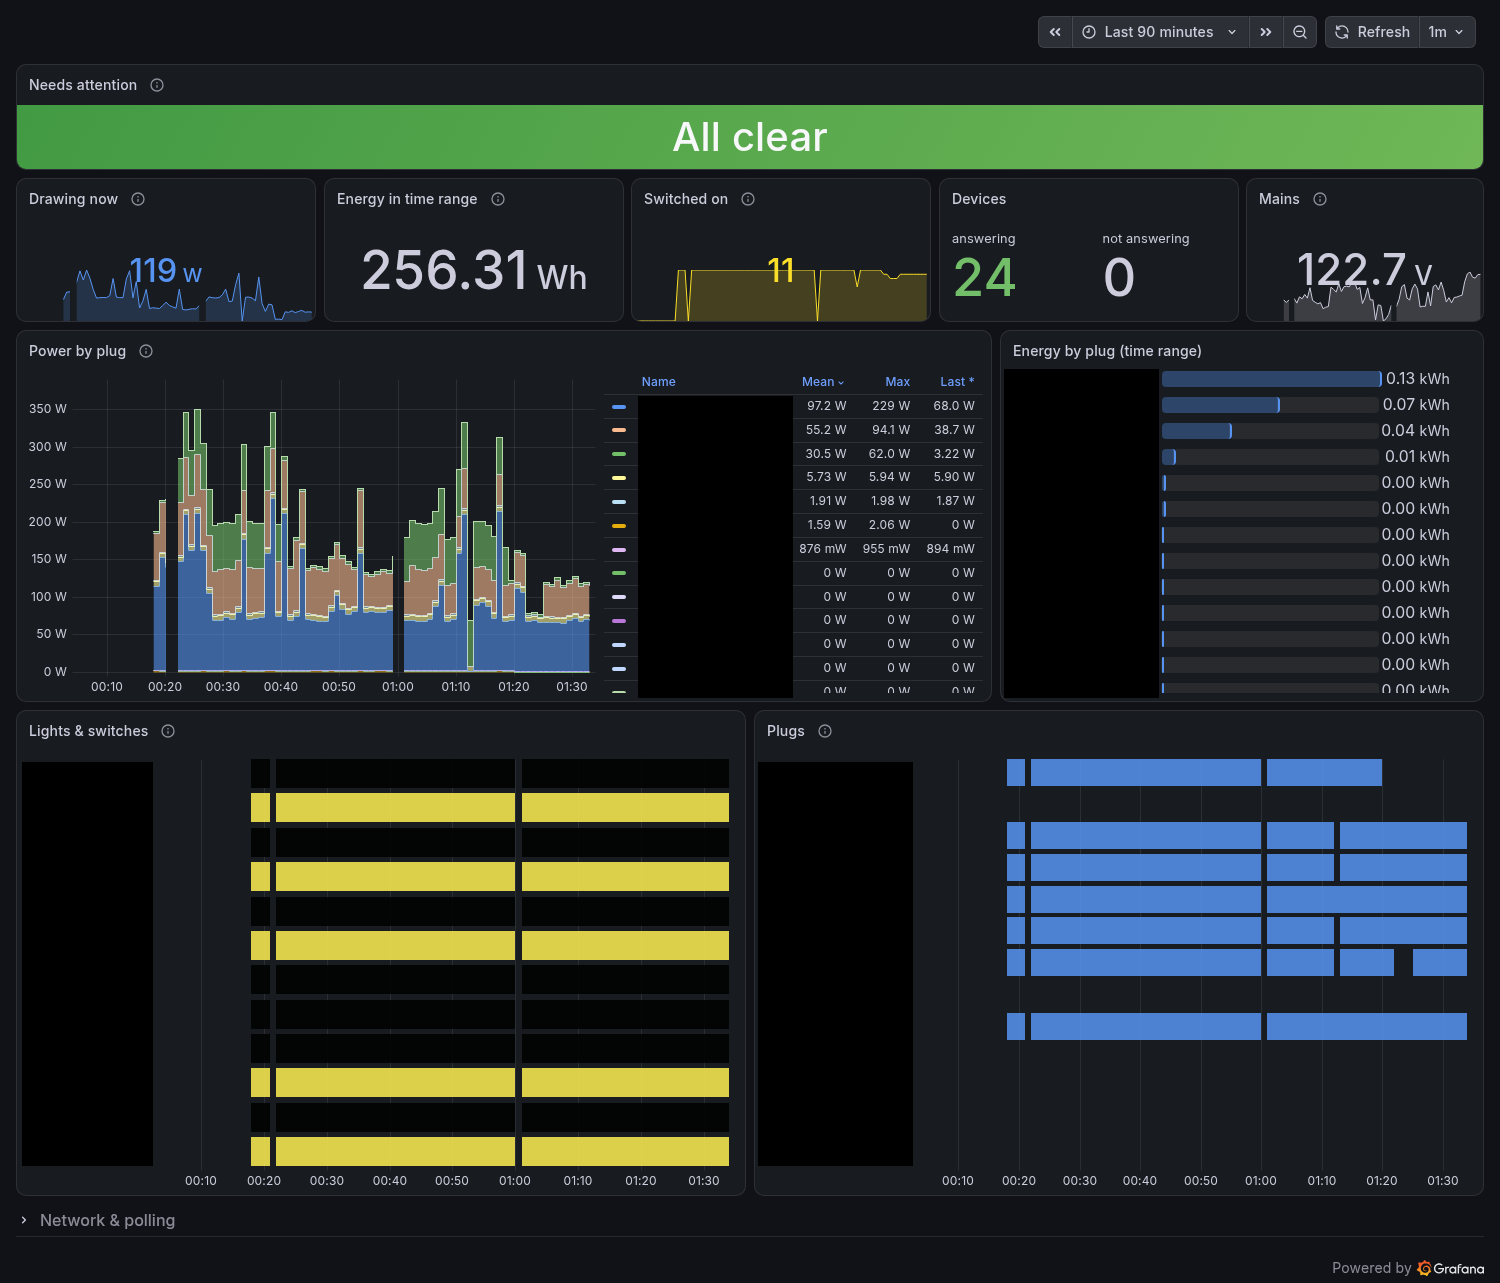 Last 90 minutes
Refresh
1m
Needs attention
All clear
Drawing now
119 W
Energy in time range
256.31 Wh
Switched on
11
Devices
answering
24
not answering
0
Mains
122.7 V
Power by plug
350 W
300 W
250 W
200 W
150 W
100 W
50 W
0 W
00:10 00:20 00:30 00:40 00:50 01:00 01:10 01:20 01:30
Name Mean Max Last *
97.2 W 229 W 68.0 W
55.2 W 94.1 W 38.7 W
30.5 W 62.0 W 3.22 W
5.73 W 5.94 W 5.90 W
1.91 W 1.98 W 1.87 W
1.59 W 2.06 W 0 W
876 mW 955 mW 894 mW
0 W 0 W 0 W
0 W 0 W 0 W
0 W 0 W 0 W
0 W 0 W 0 W
0 W 0 W 0 W
0 W 0 W 0 W
Energy by plug (time range)
0.13 kWh
0.07 kWh
0.04 kWh
0.01 kWh
0.00 kWh
0.00 kWh
0.00 kWh
0.00 kWh
0.00 kWh
0.00 kWh
0.00 kWh
0.00 kWh
0.00 kWh
Lights & switches
00:10 00:20 00:30 00:40 00:50 01:00 01:10 01:20 01:30
Plugs
00:10 00:20 00:30 00:40 00:50 01:00 01:10 01:20 01:30
Network & polling
Powered by Grafana